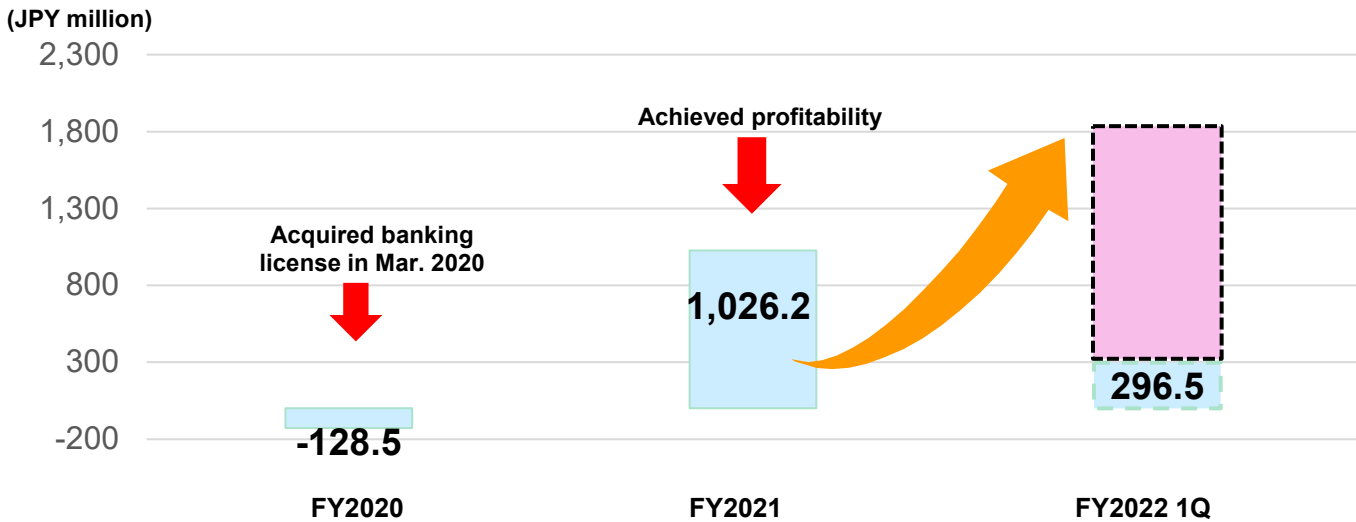 (JPY million)
2,300
1,800
1,300
800
300
-200
Acquired banking
license in Mar. 2020
Achieved profitability
-128.5
1,026.2
296.5
FY2020
FY2021
FY2022 1Q